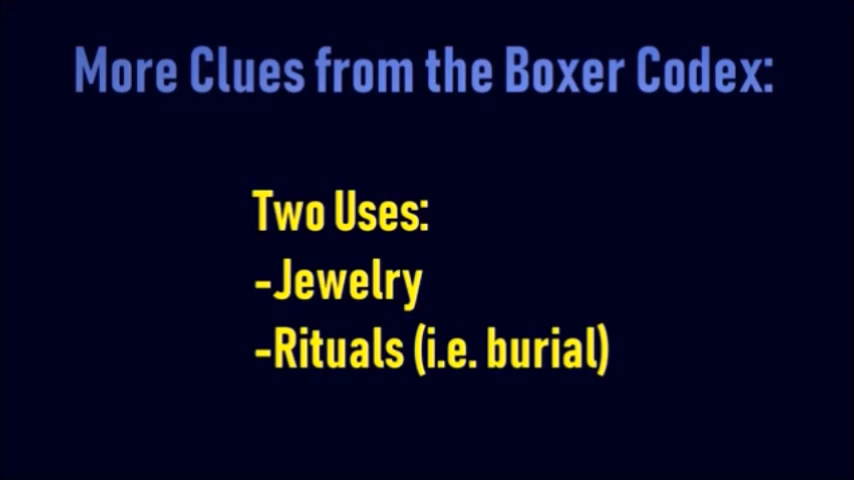 More Clues from the Boxer Codex:
Two Uses:
-Jewelry
-Rituals (i.e. burial)